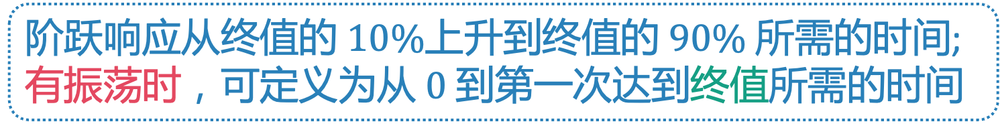 阶跃响应从终值的 10%上升到终值的 90% 所需的时间;
有振荡时，可定义为从 0 到第一次达到终值所需的时间